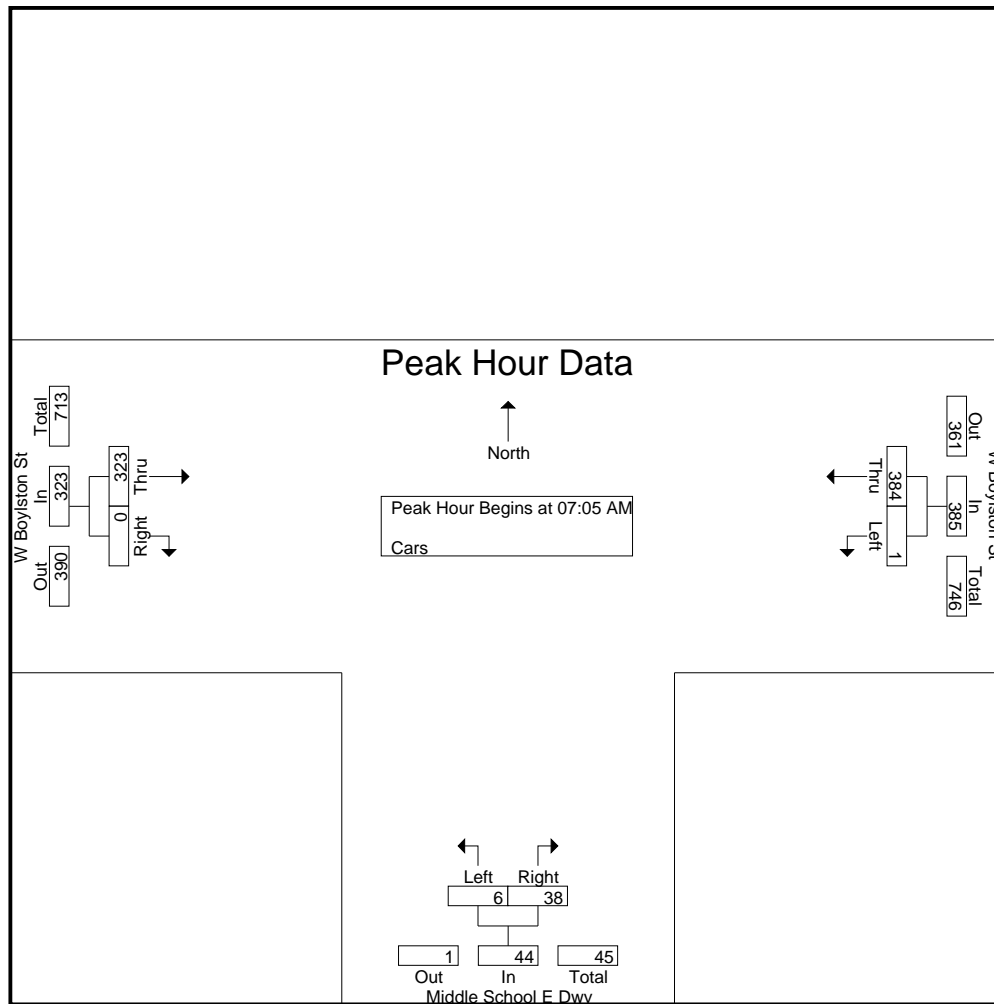 Peak Hour Data
North
Peak Hour Begins at 07:05 AM
Cars
W Boylston St
Total
713
In
323
Out
390
323
Thru
0
Right
W Boylston St
Out
361
In
385
Total
746
Thru
384
Left
1
Left Right
6 38
1 44 45
Out In Total
Middle School E Dwy